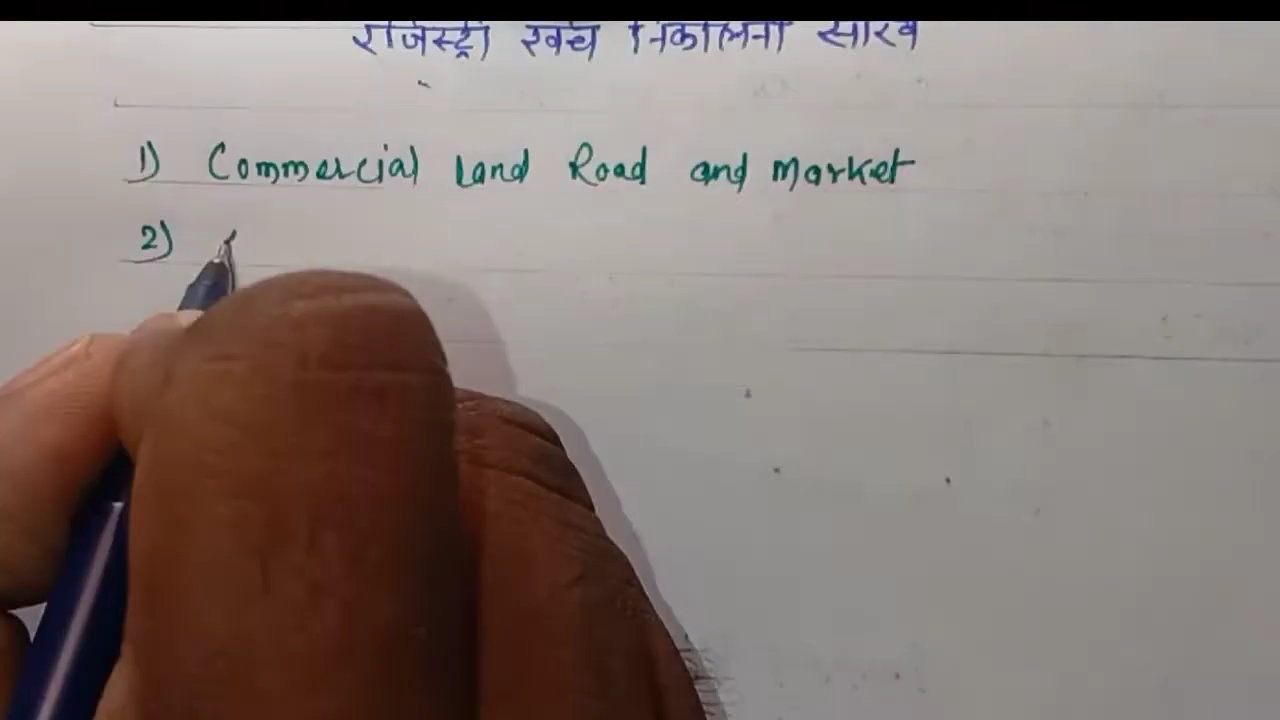 रजिस्ट्री खर्च निकालना सीखे
1) Commercial Land Road and Market
2)